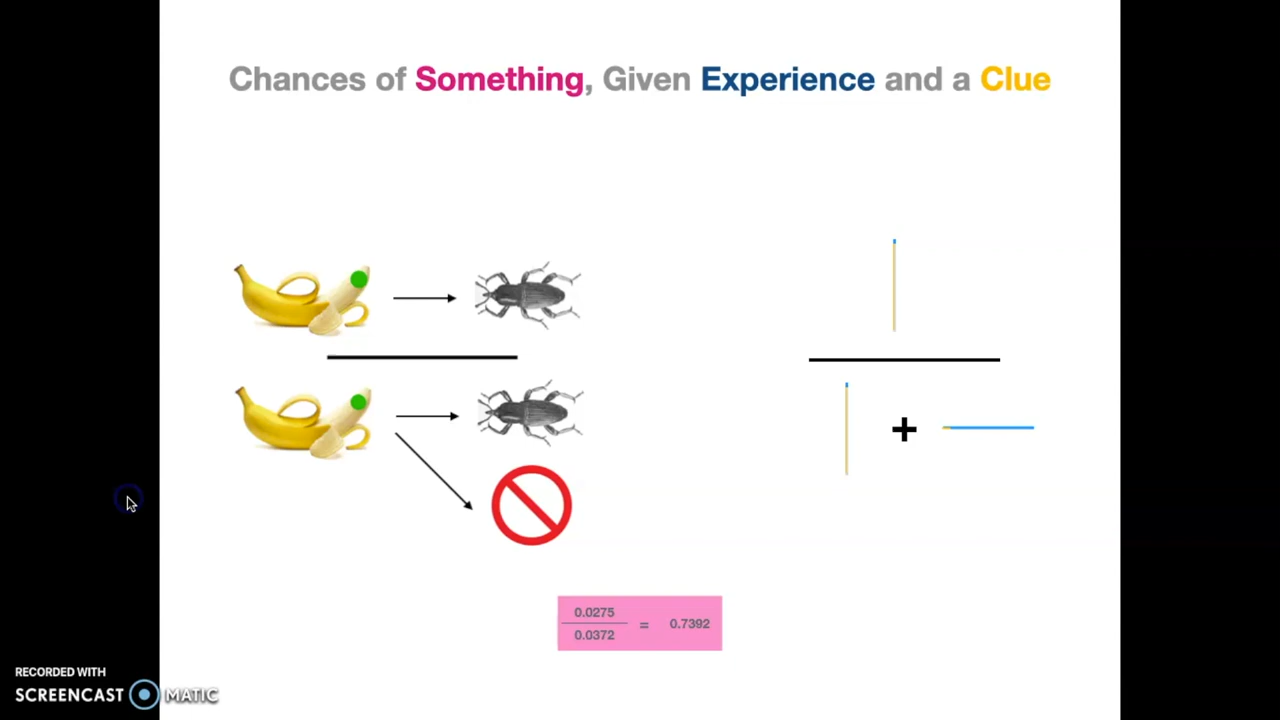 Chances of Something, Given Experience and a Clue
+
0.0275
0.0372
= 0.7392
RECORDED WITH
SCREENCAST MATIC